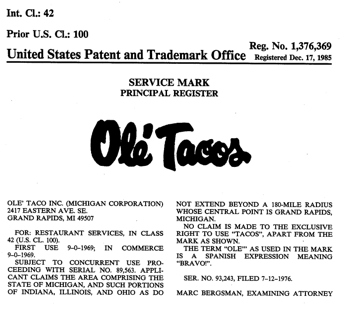 Int. Cl.: 42
Prior U.S. Cl.: 100
Reg. No. 1,376,369
United States Patent and Trademark Office Registered Dec. 17, 1985
SERVICE MARK
PRINCIPAL REGISTER
Olé Tacos
OLE' TACO INC. (MICHIGAN CORPORATION)
2417 EASTERN AVE. SE.
GRAND RAPIDS, MI 49507
FOR: RESTAURANT SERVICES, IN CLASS
42 (U.S. CL. 100).
FIRST USE 9-0-1969; IN COMMERCE
9-0-1969.
SUBJECT TO CONCURRENT USE PRO-
CEEDING WITH SERIAL NO. 89,563. APPLI-
CANT CLAIMS THE AREA COMPRISING THE
STATE OF MICHIGAN, AND SUCH PORTIONS
OF INDIANA, ILLINOIS, AND OHIO AS DO
NOT EXTEND BEYOND A 180-MILE RADIUS
WHOSE CENTRAL POINT IS GRAND RAPIDS,
MICHIGAN.
NO CLAIM IS MADE TO THE EXCLUSIVE
RIGHT TO USE "TACOS", APART FROM THE
MARK AS SHOWN.
THE TERM "OLE'" AS USED IN THE MARK
IS A SPANISH EXPRESSION MEANING
"BRAVO!".
SER. NO. 93,243, FILED 7-12-1976.
MARC BERGSMAN, EXAMINING ATTORNEY